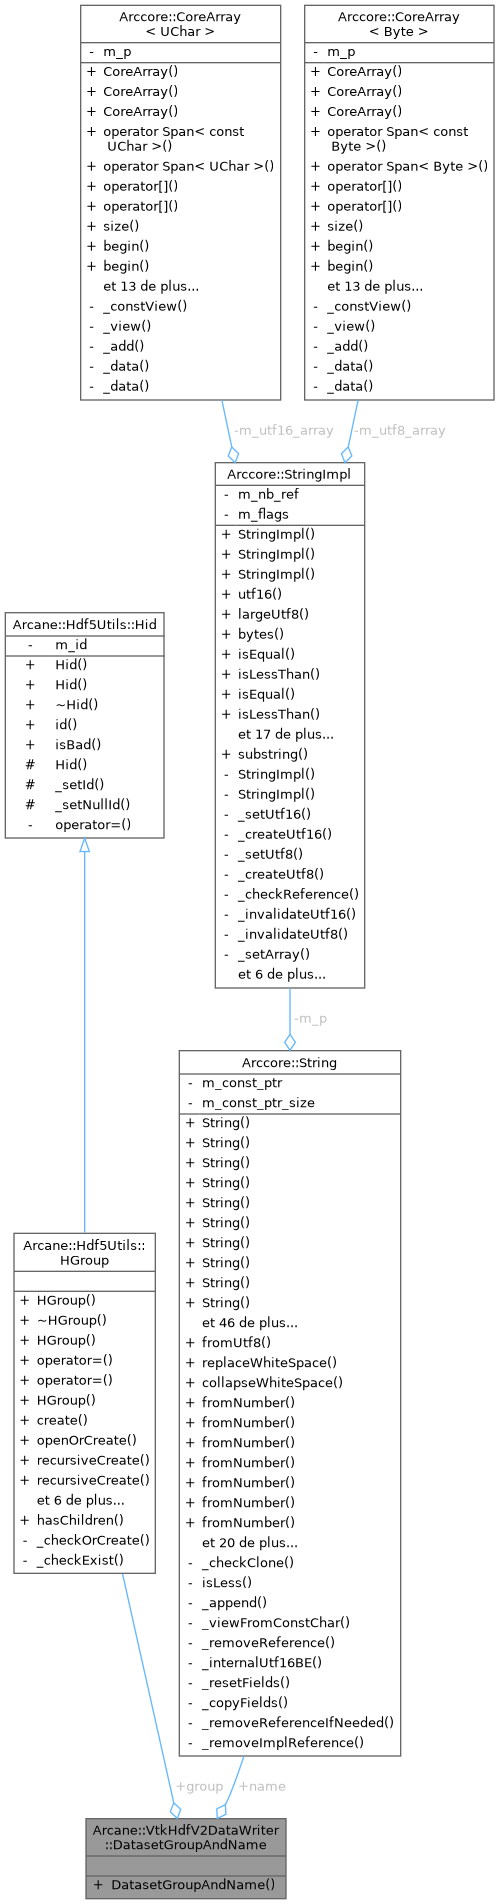 Arccore::CoreArray
< UChar >
- m_p
+ CoreArray()
+ CoreArray()
+ CoreArray()
+ operator Span< const
UChar >()
+ operator Span< UChar >()
+ operator[]()
+ operator[]()
+ size()
+ begin()
+ begin()
et 13 de plus...
- _constView()
- _view()
- _add()
- _data()
- _data()
Arccore::CoreArray
< Byte >
- m_p
+ CoreArray()
+ CoreArray()
+ CoreArray()
+ operator Span< const
Byte >()
+ operator Span< Byte >()
+ operator[]()
+ operator[]()
+ size()
+ begin()
+ begin()
et 13 de plus...
- _constView()
- _view()
- _add()
- _data()
- _data()
-m_utf16_array
-m_utf8_array
Arccore::StringImpl
- m_nb_ref
- m_flags
+ StringImpl()
+ StringImpl()
+ StringImpl()
+ utf16()
+ largeUtf8()
+ bytes()
+ isEqual()
+ isLessThan()
+ isEqual()
+ isLessThan()
et 17 de plus...
+ substring()
- StringImpl()
- StringImpl()
- _setUtf16()
- _createUtf16()
- _setUtf8()
- _createUtf8()
- _checkReference()
- _invalidateUtf16()
- _invalidateUtf8()
- _setArray()
et 6 de plus...
Arcane::Hdf5Utils::Hid
- m_id
+ Hid()
+ Hid()
+ ~Hid()
+ id()
+ isBad()
# Hid()
# _setId()
# _setNullId()
- operator=()
-m_p
Arccore::String
- m_const_ptr
- m_const_ptr_size
+ String()
+ String()
+ String()
+ String()
+ String()
+ String()
+ String()
+ String()
+ String()
+ String()
et 46 de plus...
+ fromUtf8()
+ replaceWhiteSpace()
+ collapseWhiteSpace()
+ fromNumber()
+ fromNumber()
+ fromNumber()
+ fromNumber()
+ fromNumber()
+ fromNumber()
+ fromNumber()
et 20 de plus...
- _checkClone()
- isLess()
- _append()
- _viewFromConstChar()
- _removeReference()
- _internalUtf16BE()
- _resetFields()
- _copyFields()
- _removeReferenceIfNeeded()
- _removeImplReference()
Arcane::Hdf5Utils::
HGroup
+ HGroup()
+ ~HGroup()
+ HGroup()
+ operator=()
+ operator=()
+ HGroup()
+ create()
+ openOrCreate()
+ recursiveCreate()
+ recursiveCreate()
et 6 de plus...
+ hasChildren()
- _checkOrCreate()
- _checkExist()
+group
+name
Arcane::VtkHdfV2DataWriter
::DatasetGroupAndName
+ DatasetGroupAndName()